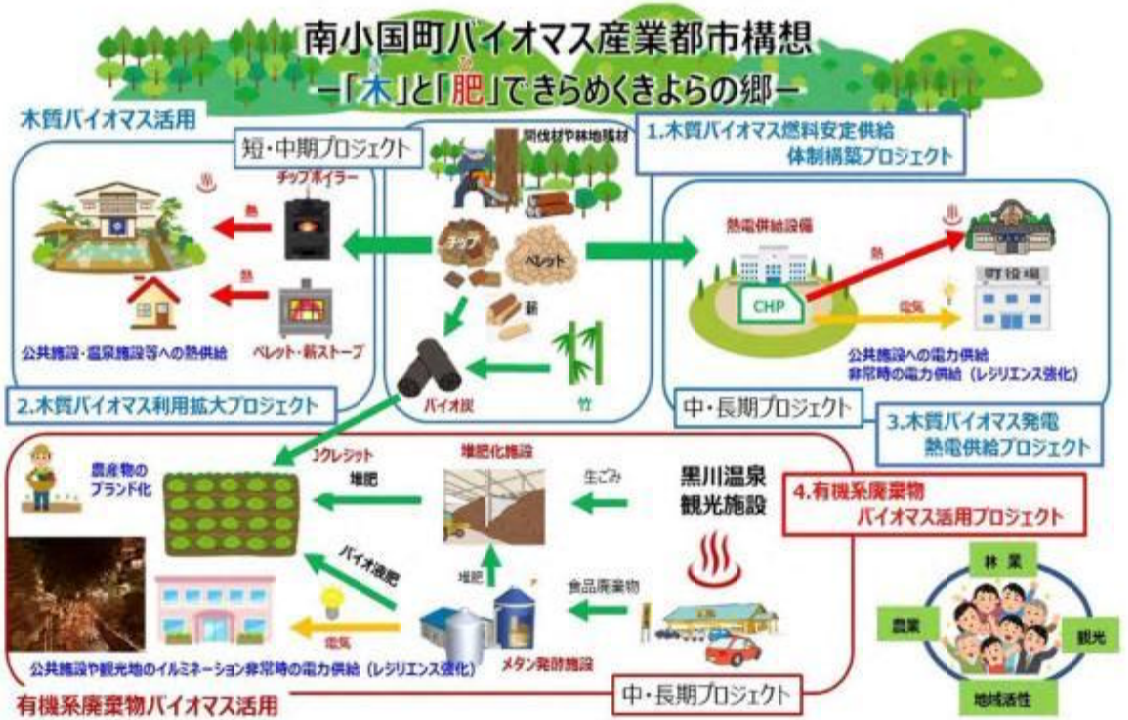 南小国町バイオマス産業都市構想
ー「木」と「肥」できらめくきよらの郷ー
木質バイオマス活用
短・中期プロジェクト
間伐材や林地残材
1.木質バイオマス燃料安定供給
体制構築プロジェクト
チップボイラー
熱
熱
公共施設・温泉施設等への熱供給
ペレット・薪ストーブ
2.木質バイオマス利用拡大プロジェクト
チップ
ペレット
薪
バイオ炭
竹
熱電供給設備
CHP
熱
電気
町役場
公共施設への電力供給
非常時の電力供給（レジリエンス強化）
中・長期プロジェクト
3.木質バイオマス発電
熱電供給プロジェクト
農産物の
ブランド化
Jクレジット
堆肥
堆肥化施設
生ごみ
黒川温泉
観光施設
4.有機系廃棄物
バイオマス活用プロジェクト
バイオ液肥
堆肥
食品廃棄物
電気
メタン発酵施設
公共施設や観光地のイルミネーション非常時の電力供給（レジリエンス強化）
有機系廃棄物バイオマス活用
中・長期プロジェクト
林業
農業
観光
地域活性